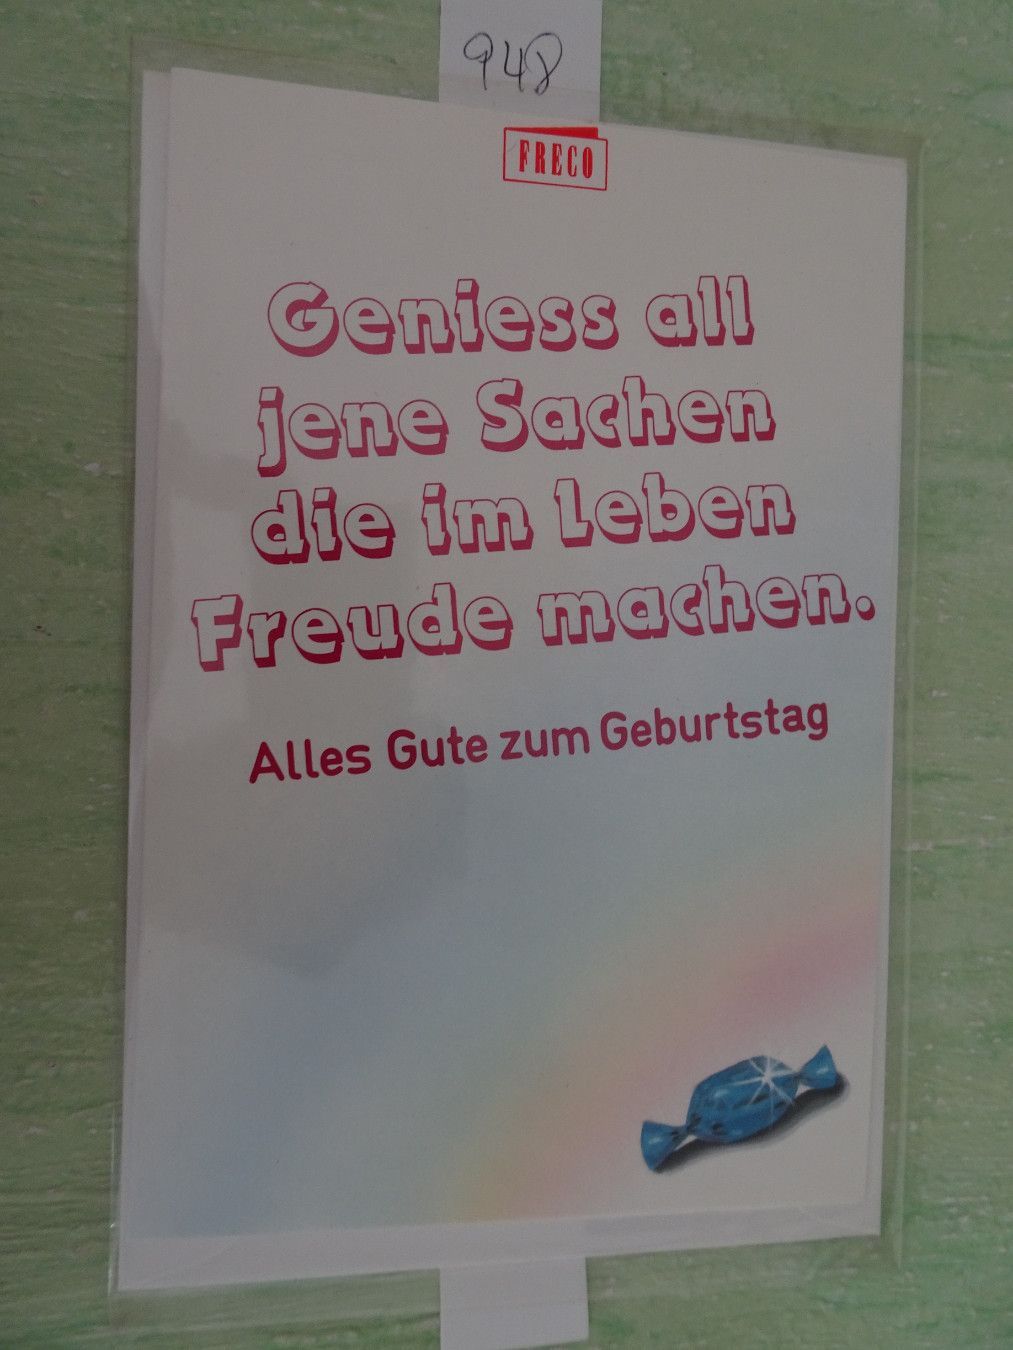 948
FRECO
Geniess all
jene Sachen
die im Leben
Freude machen.
Alles Gute zum Geburtstag